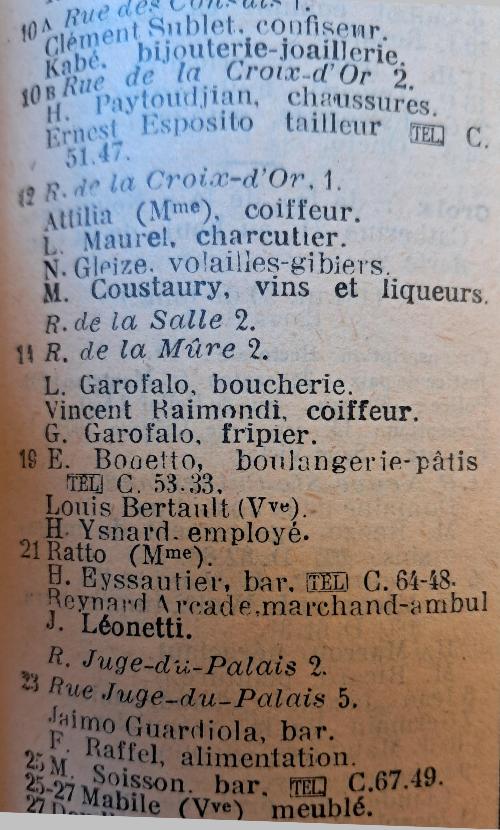 10A Rue des Consuls 1.
Clément Sublet, confiseur.
Kabé, bijouterie-joaillerie.
10B Rue de la Croix-d'Or 2.
H. Paytoudjian, chaussures.
Ernest Esposito tailleur TEL C.
51.47.
12 R. de la Croix-d'Or, 1.
Attilia (Mme), coiffeur.
L. Maurel, charcutier.
N. Gleize, volailles-gibiers.
M. Coustaury, vins et liqueurs.
R. de la Salle 2.
14 R. de la Mûre 2.
L. Garofalo, boucherie.
Vincent Raimondi, coiffeur.
G. Garofalo, fripier.
19 E. Bonetto, boulangerie-pâtis
TEL C. 53.33.
Louis Bertault (Vve).
H. Ysnard, employé.
21 Ratto (Mme).
H. Eyssautier, bar. TEL C. 64-48.
Reynard Arcade, marchand-ambul
J. Léonetti.
R. Juge-du-Palais 2.
23 Rue Juge-du-Palais 5.
Jaimo Guardiola, bar.
F. Raffel, alimentation.
25 M. Soisson, bar. TEL C.67.49.
25-27 Mabile (Vve) meublé.
27